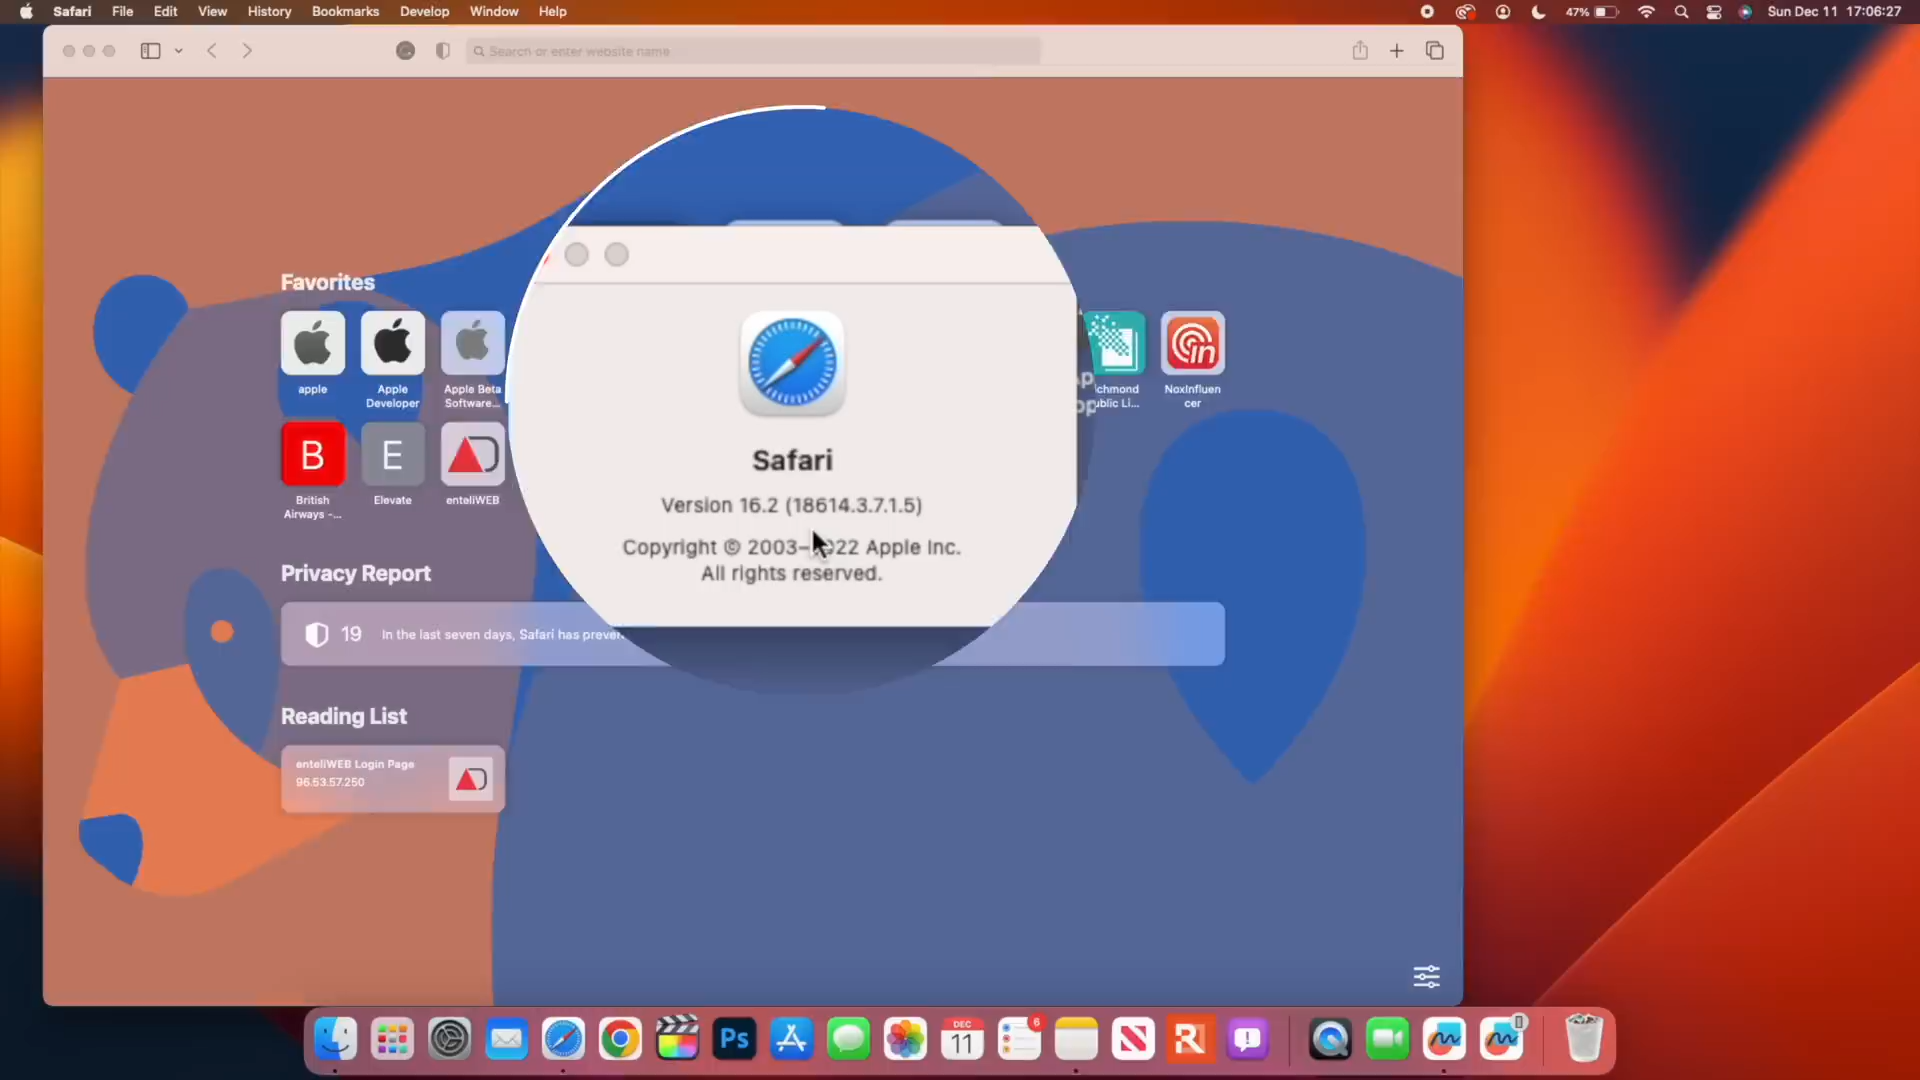 Safari File Edit View History Bookmarks Develop Window Help 47% Sun Dec 11 17:06:27
Search or enter website name
Favorites
apple
Apple Developer
Apple Beta Software...
chmond
ublic Li...
NoxInfluen
cer
B
E
British Airways -...
Elevate
enteliWEB
Safari
Version 16.2 (18614.3.7.1.5)
Copyright © 2003– 22 Apple Inc.
All rights reserved.
Privacy Report
19 In the last seven days, Safari has preven
Reading List
enteliWEB Login Page
96.53.57.250
Ps
DEC
11
6